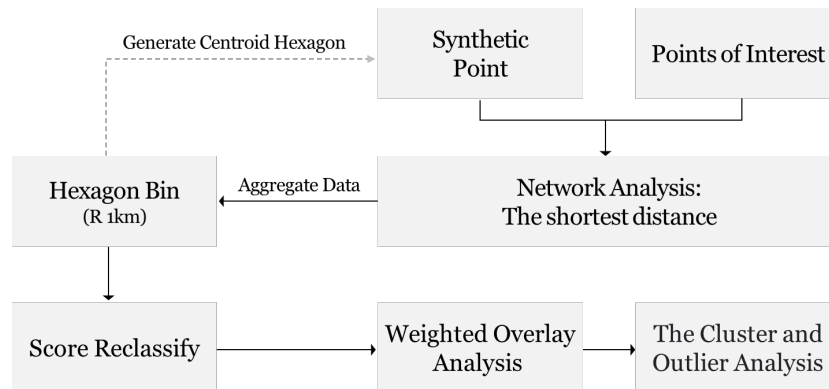 Generate Centroid Hexagon
Synthetic
Point
Points of Interest
Hexagon Bin
(R 1km)
Aggregate Data
Network Analysis:
The shortest distance
Score Reclassify
Weighted Overlay
Analysis
The Cluster and
Outlier Analysis